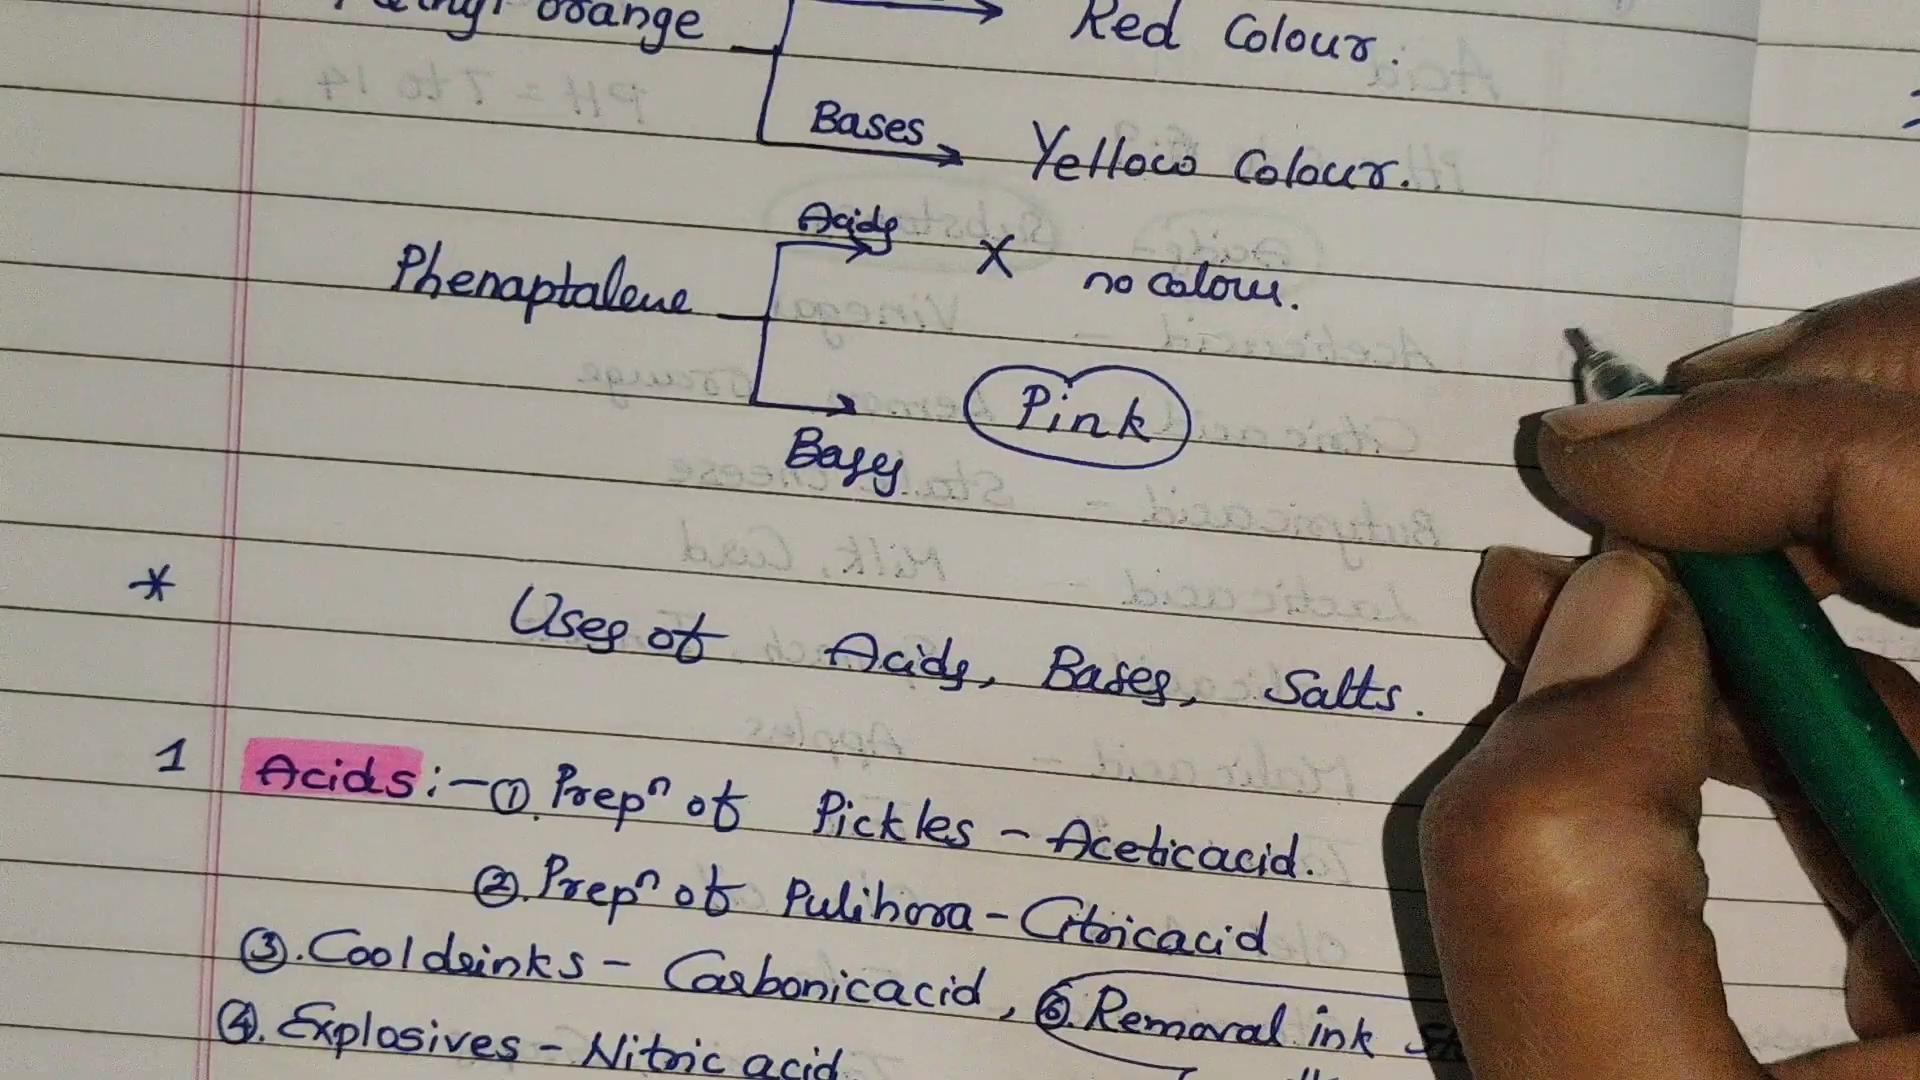 orange
Red Colour.
Bases
Yellow Colour.
Acids
X no colour.
Phenaptalene
Pink
Bases
* Uses of Acids, Bases, Salts.
1 Acids:- ①. Prepⁿ of Pickles - Aceticacid.
②. Prepⁿ of Pulihora - Citricacid
③. Cooldrinks - Carbonicacid, ⑥. Removal ink
④. Explosives - Nitric acid